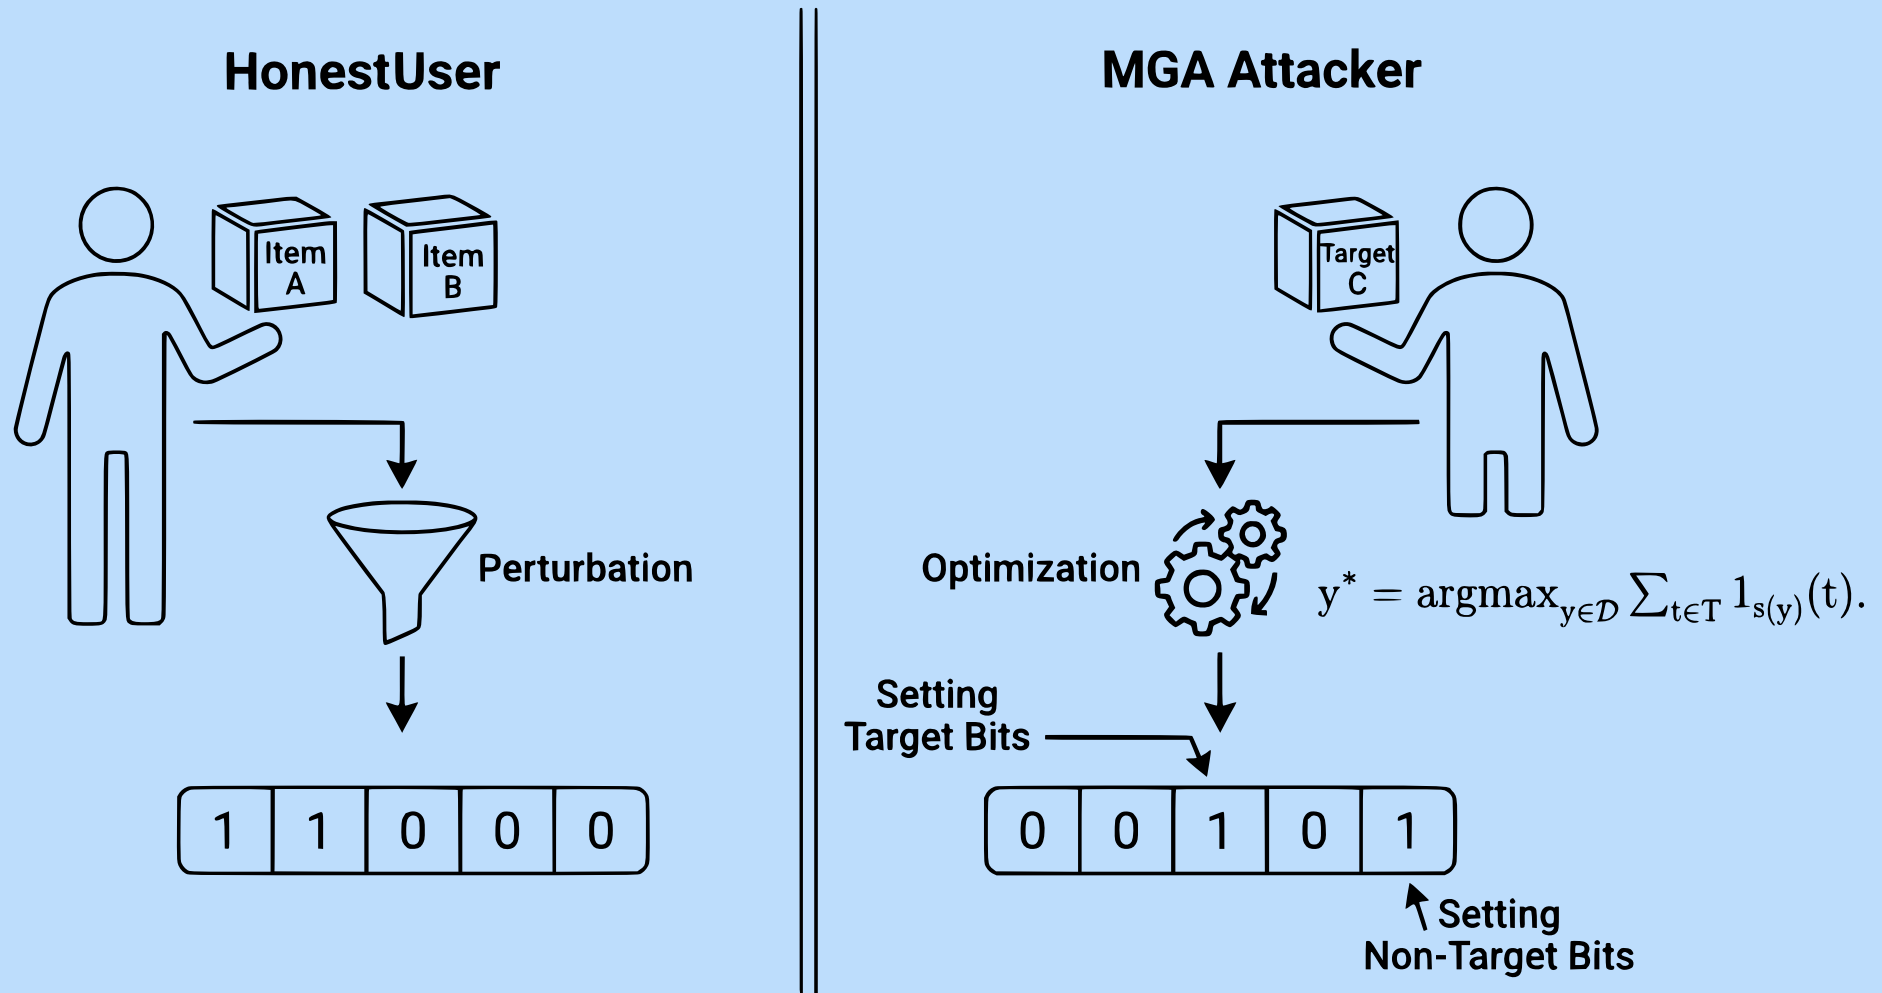 HonestUser
Item
A
Item
B
Perturbation
1 1 0 0 0
MGA Attacker
Target
C
Optimization
y* = argmax_{y∈𝒟} ∑_{t∈T} 1_{s(y)}(t).
Setting
Target Bits
0 0 1 0 1
Setting
Non-Target Bits